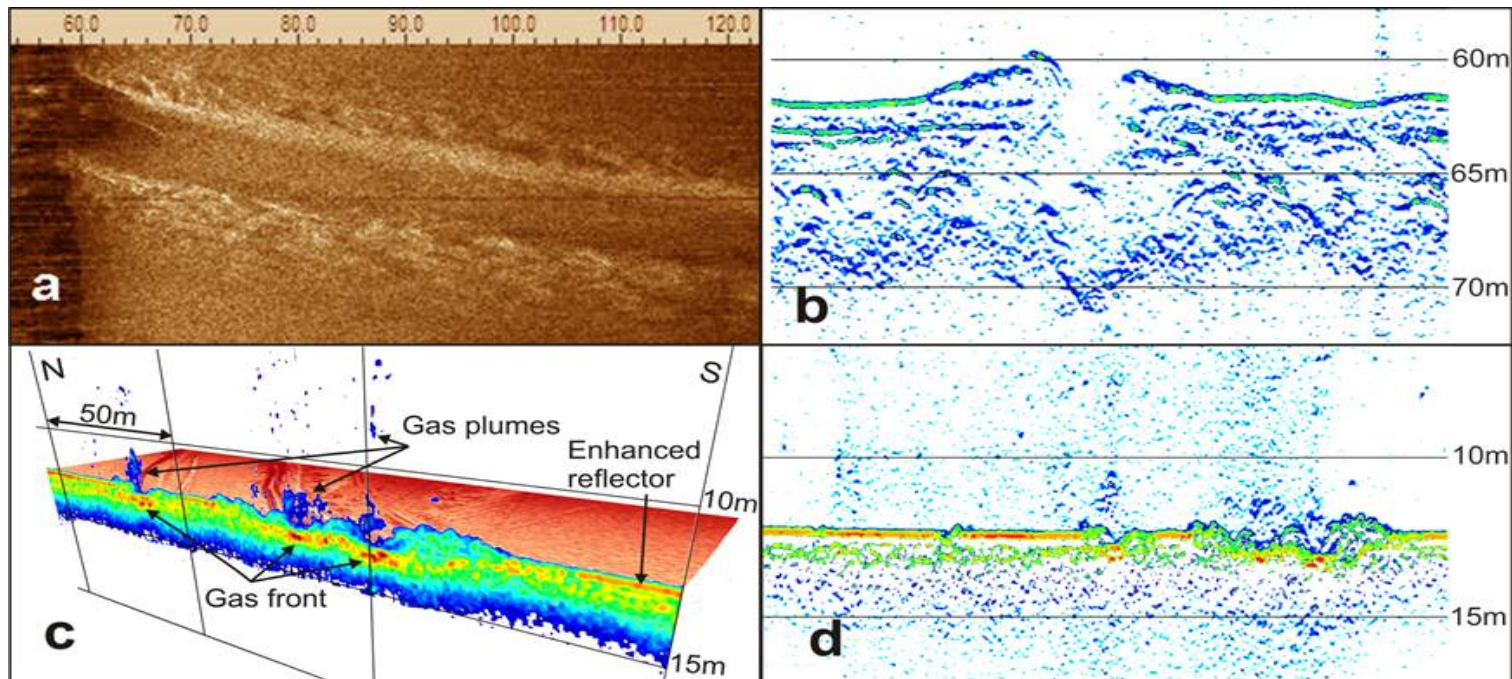 60.0 70.0 80.0 90.0 100.0 110.0 120.0
a
60m
65m
70m
b
N
S
50m
Gas plumes
Enhanced
reflector
10m
Gas front
15m
c
10m
15m
d